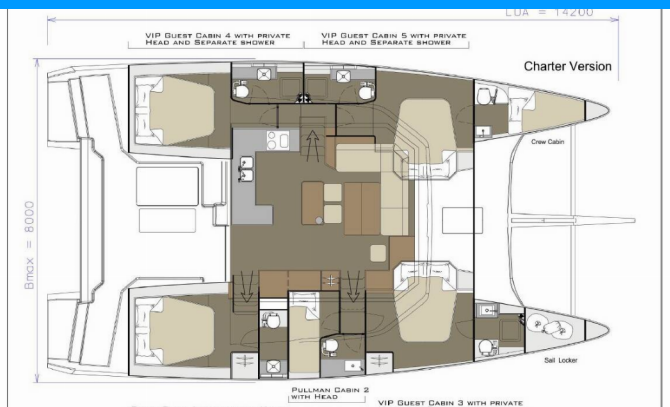 LOA = 14200
VIP Guest Cabin 4 with private
Head and Separate shower
VIP Guest Cabin 5 with private
Head and Separate shower
Charter Version
Crew Cabin
Bmax = 8000
Sail Locker
Pullman Cabin 2
with Head
VIP Guest Cabin 3 with private